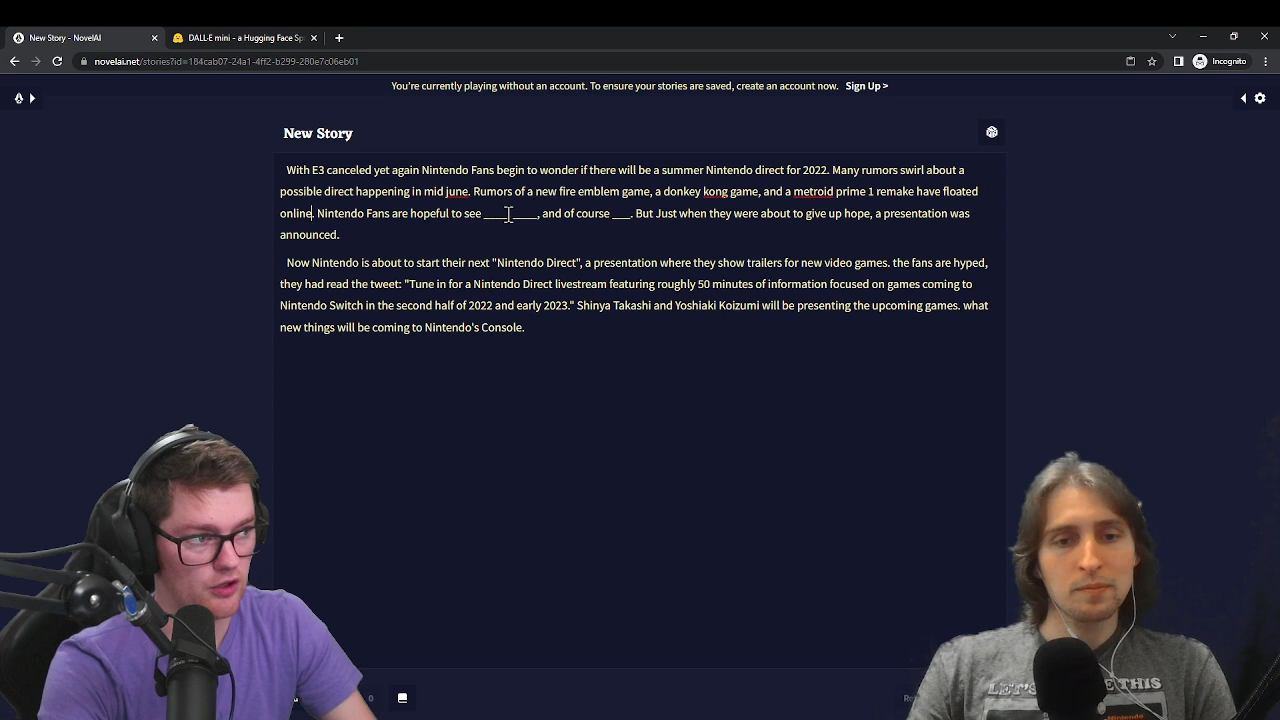 New Story - NovelAI
DALL·E mini - a Hugging Face Sp
novelai.net/stories?id=184cab07-24a1-4ff2-b299-280e7c06eb01
Incognito
You're currently playing without an account. To ensure your stories are saved, create an account now. Sign Up >
New Story
With E3 canceled yet again Nintendo Fans begin to wonder if there will be a summer Nintendo direct for 2022. Many rumors swirl about a
possible direct happening in mid june. Rumors of a new fire emblem game, a donkey kong game, and a metroid prime 1 remake have floated
online. Nintendo Fans are hopeful to see ____, ____, and of course ___. But Just when they were about to give up hope, a presentation was
announced.
Now Nintendo is about to start their next "Nintendo Direct", a presentation where they show trailers for new video games. the fans are hyped,
they had read the tweet: "Tune in for a Nintendo Direct livestream featuring roughly 50 minutes of information focused on games coming to
Nintendo Switch in the second half of 2022 and early 2023." Shinya Takashi and Yoshiaki Koizumi will be presenting the upcoming games. what
new things will be coming to Nintendo's Console.
0
LET'S THIS
Nintendo